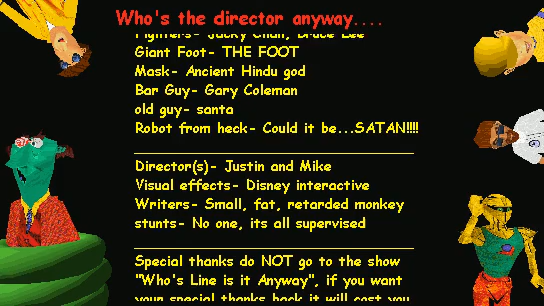 Who's the director anyway....
Fighters- Jacky Chan, Bruce Lee
Giant Foot- THE FOOT
Mask- Ancient Hindu god
Bar Guy- Gary Coleman
old guy- santa
Robot from heck- Could it be...SATAN!!!!
Director(s)- Justin and Mike
Visual effects- Disney interactive
Writers- Small, fat, retarded monkey
stunts- No one, its all supervised
Special thanks do NOT go to the show
"Who's Line is it Anyway", if you want
your special thanks back it will cost you